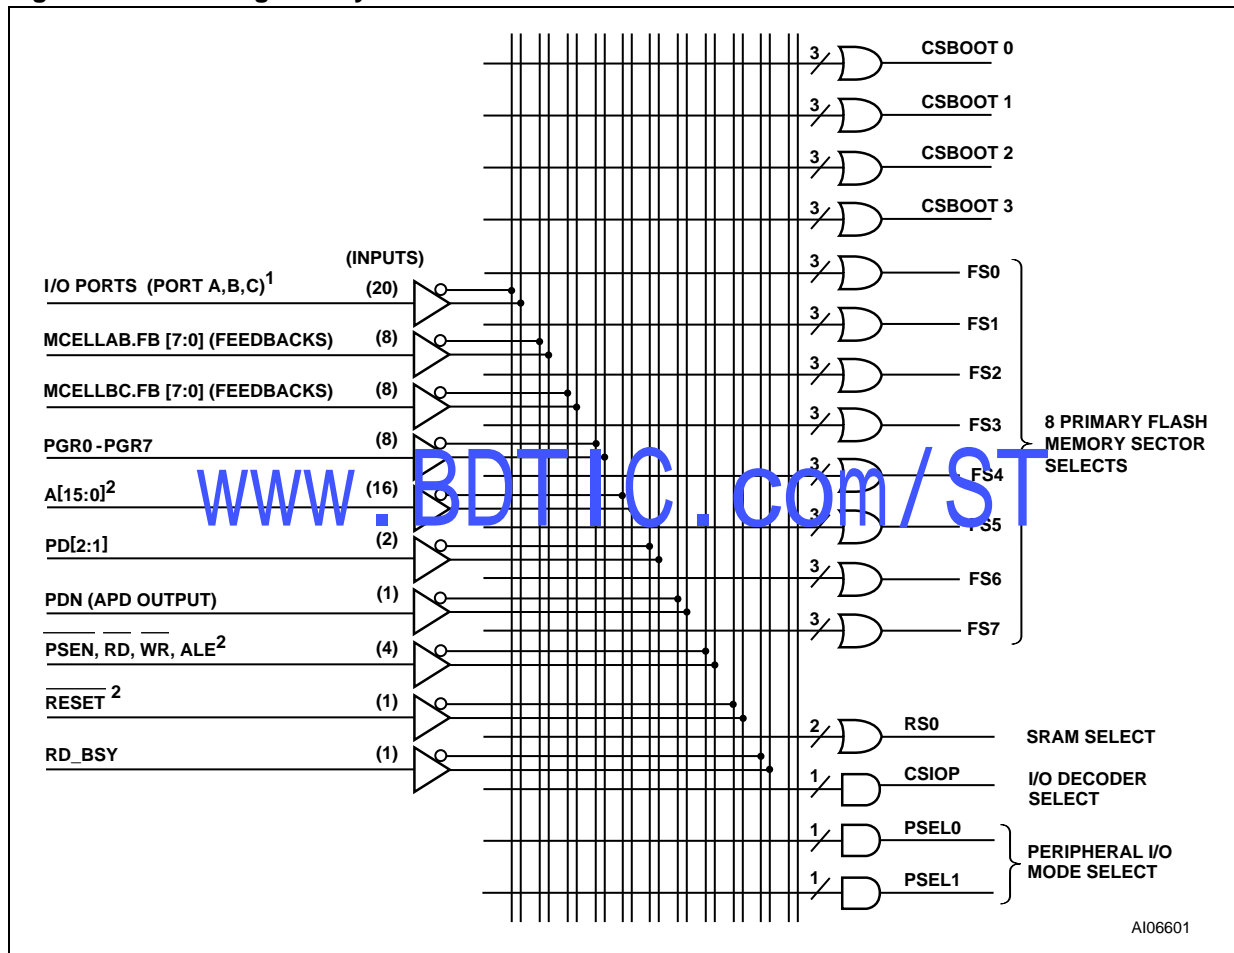 3 CSBOOT 0
3 CSBOOT 1
3 CSBOOT 2
3 CSBOOT 3
(INPUTS)
I/O PORTS (PORT A,B,C)1 (20)
MCELLAB.FB [7:0] (FEEDBACKS) (8)
MCELLBC.FB [7:0] (FEEDBACKS) (8)
PGR0 -PGR7 (8)
A[15:0]2 (16)
PD[2:1] (2)
PDN (APD OUTPUT) (1)
PSEN, RD, WR, ALE2 (4)
RESET 2 (1)
RD_BSY (1)
3 FS0
3 FS1
3 FS2
3 FS3
3 FS4
3 FS5
3 FS6
3 FS7
8 PRIMARY FLASH
MEMORY SECTOR
SELECTS
www.BDTIC.com/ST
2 RS0 SRAM SELECT
1 CSIOP I/O DECODER
SELECT
1 PSEL0
1 PSEL1
PERIPHERAL I/O
MODE SELECT
AI06601